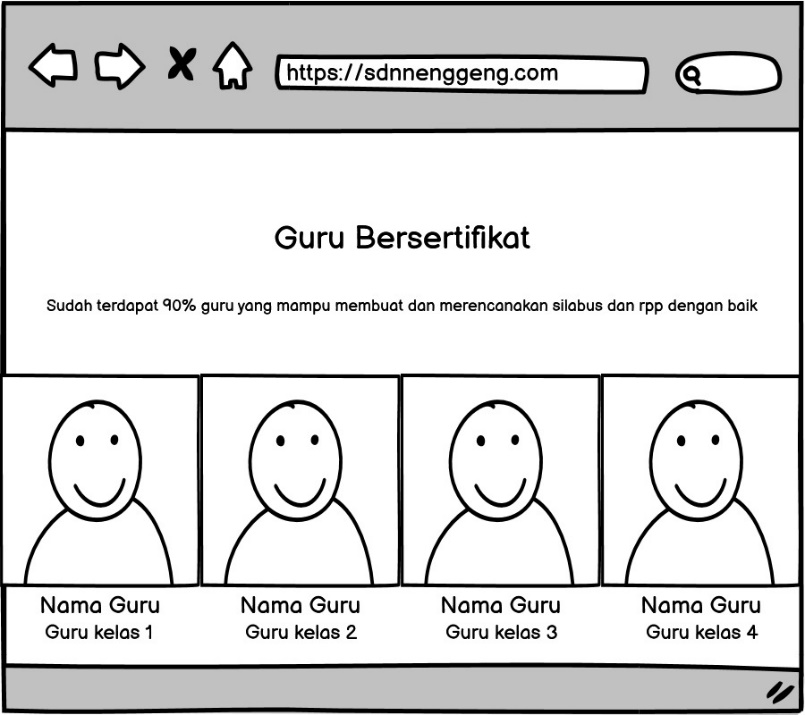 https://sdnnenggeng.com
Guru Bersertifikat
Sudah terdapat 90% guru yang mampu membuat dan merencanakan silabus dan rpp dengan baik
Nama Guru Nama Guru Nama Guru Nama Guru
Guru kelas 1 Guru kelas 2 Guru kelas 3 Guru kelas 4